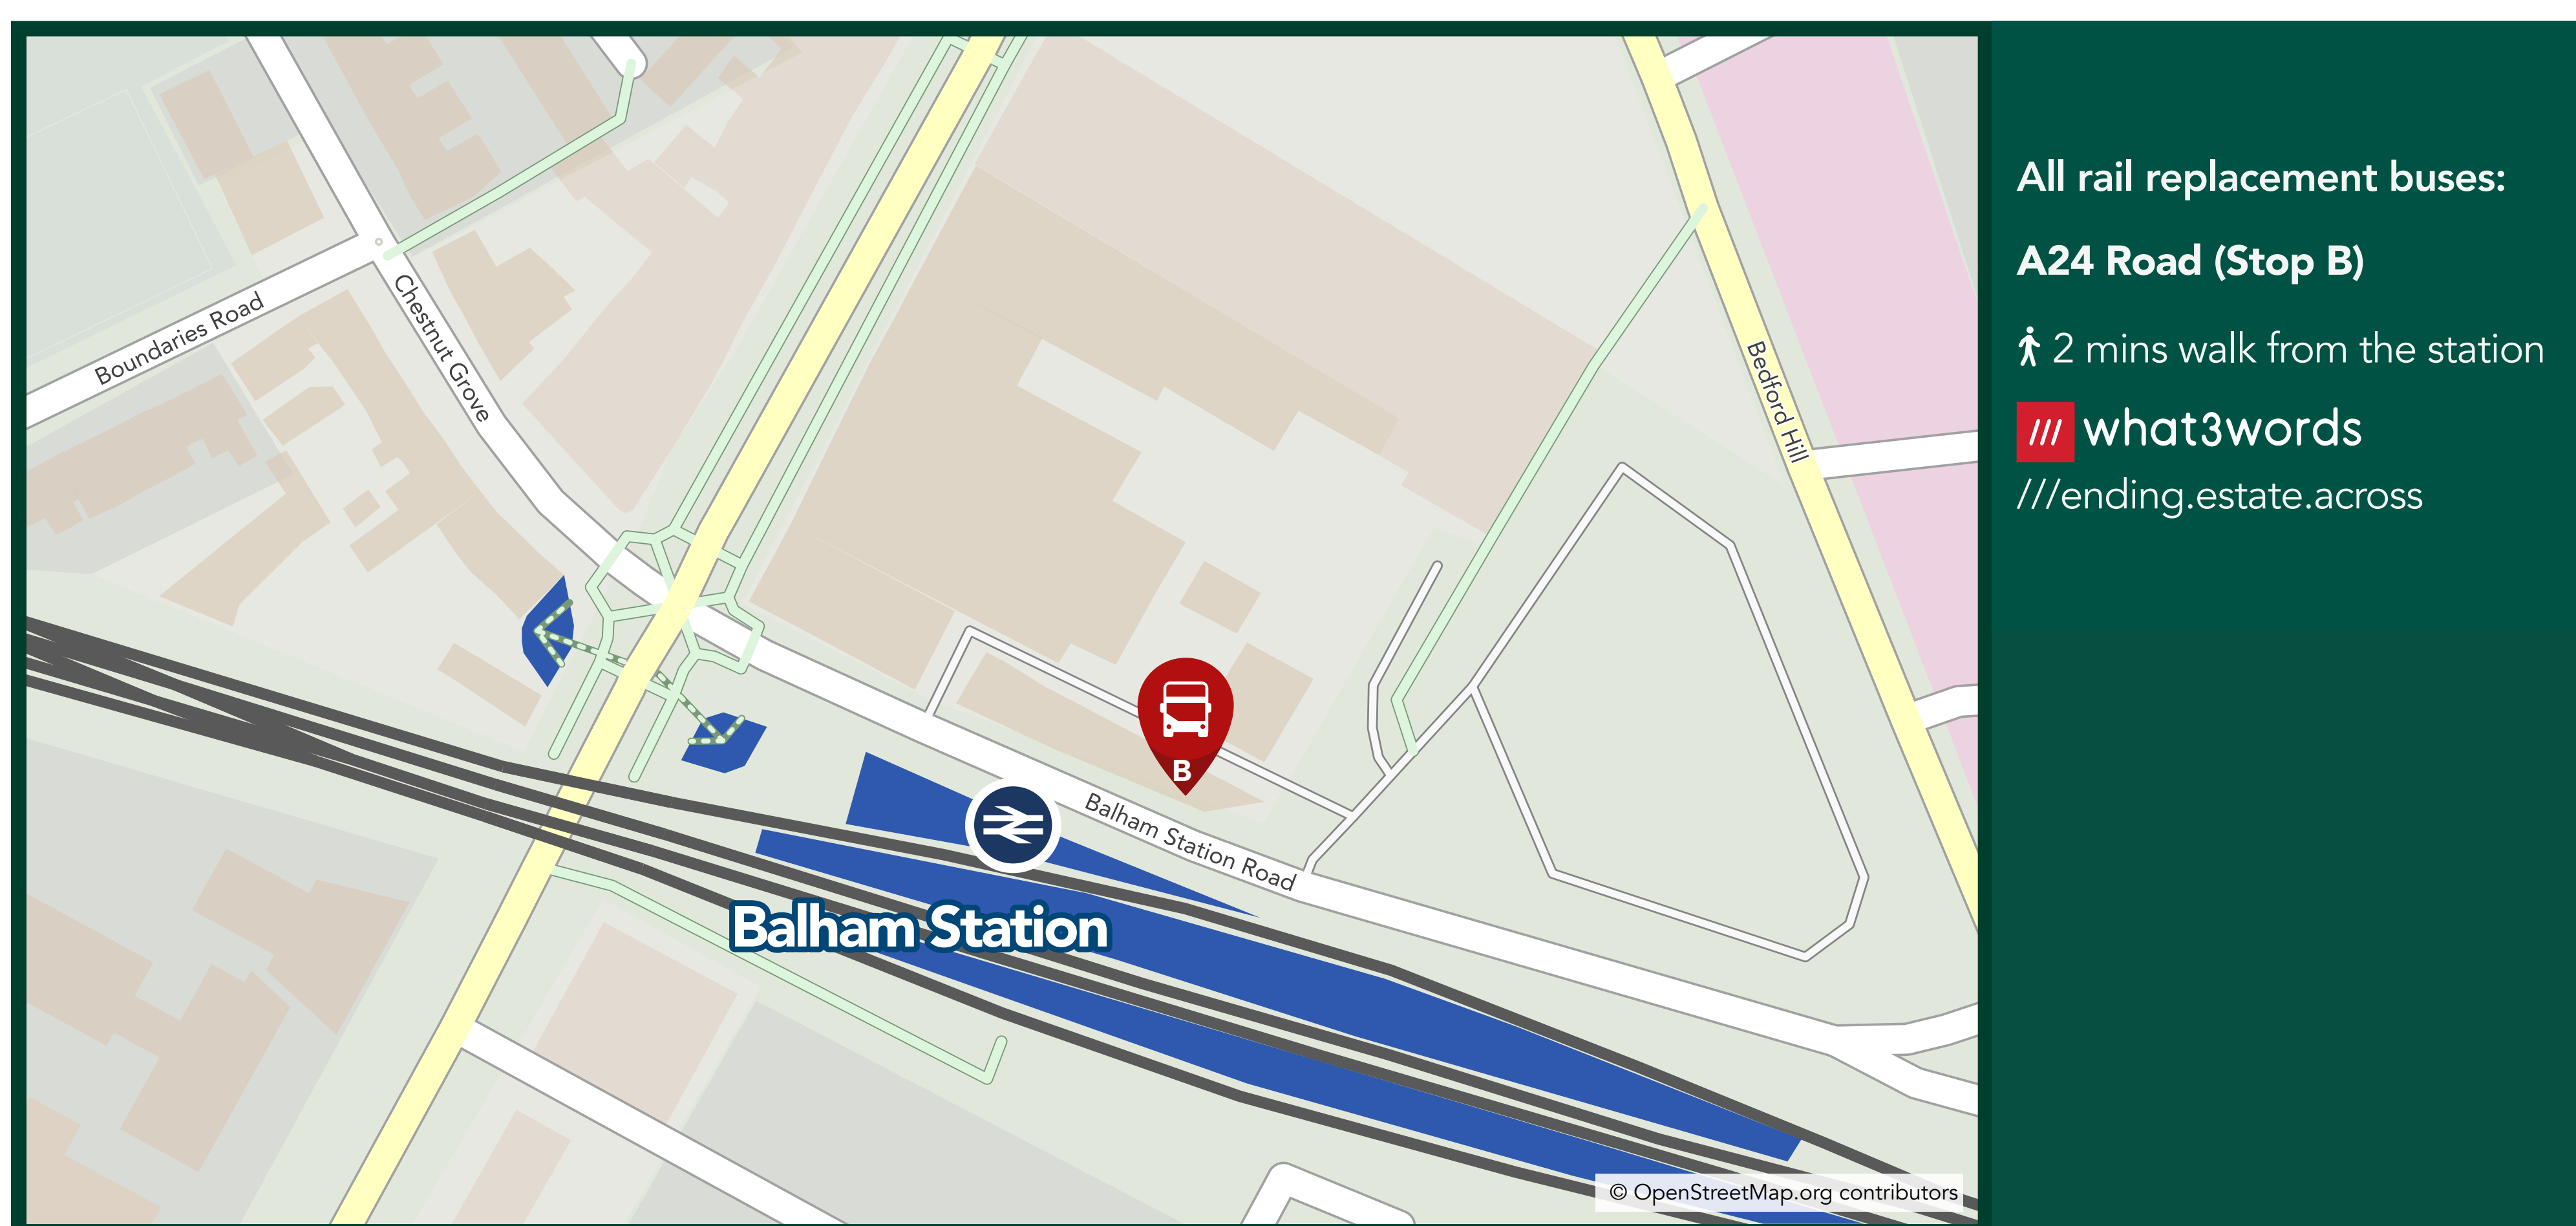 Boundaries Road
Chestnut Grove
Bedford Hill
B
Balham Station Road
Balham Station
© OpenStreetMap.org contributors
All rail replacement buses:
A24 Road (Stop B)
2 mins walk from the station
/// what3words
///ending.estate.across